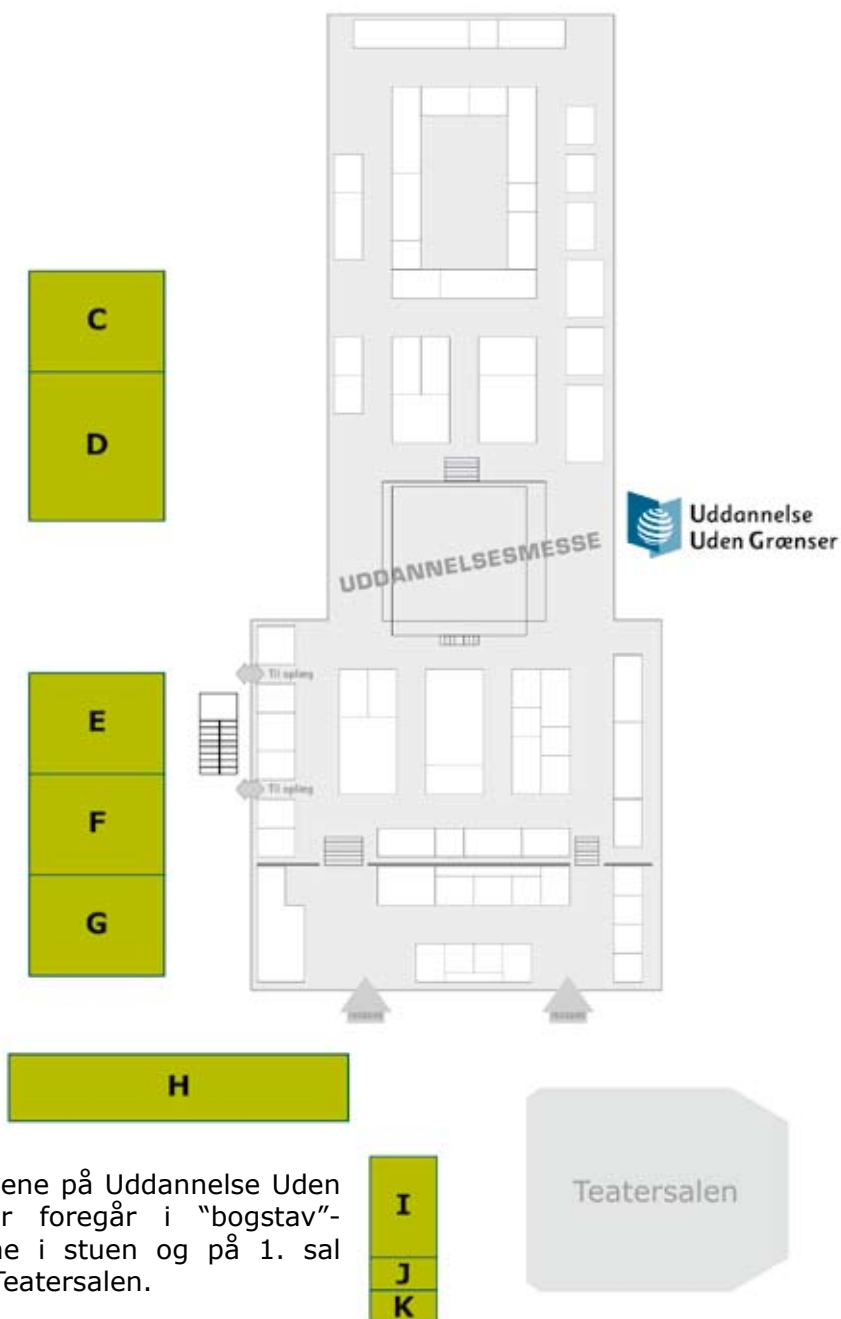 C
D
Uddannelse
Uden Grænser
UDDANNELSESMESSE
Til oplæg
E
F
Til oplæg
G
H
ene på Uddannelse Uden
r foregår i "bogstav"-
e i stuen og på 1. sal
Teatersalen.
I
J
K
Teatersalen